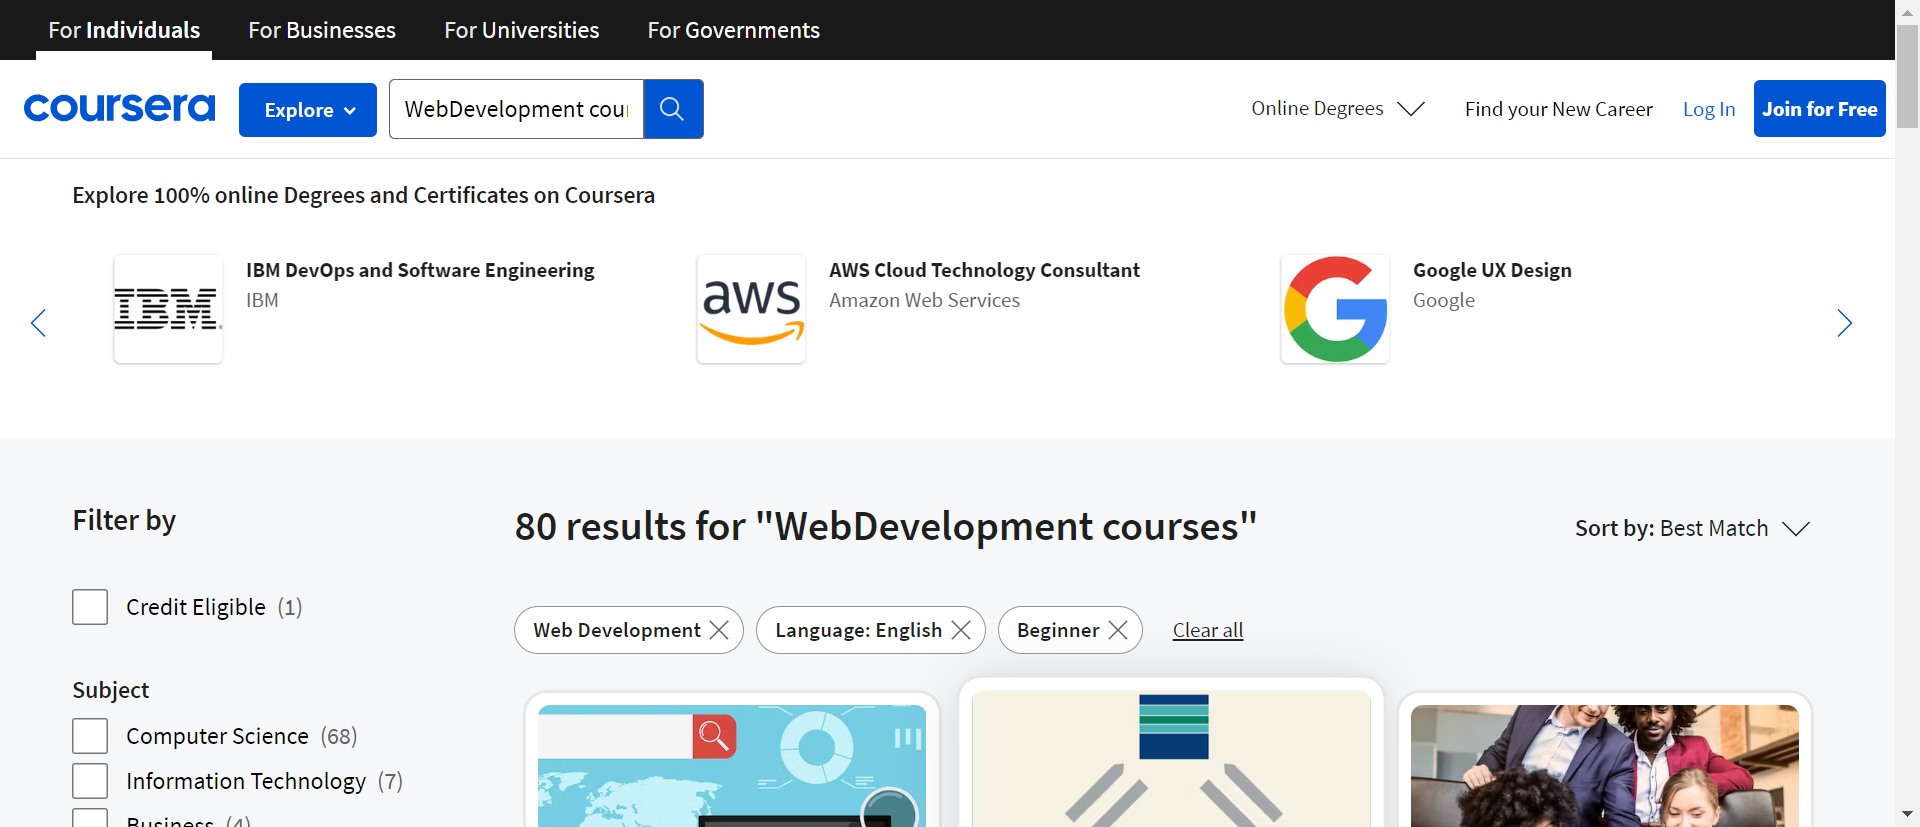 For Individuals For Businesses For Universities For Governments
coursera Explore WebDevelopment cour Online Degrees Find your New Career Log In Join for Free
Explore 100% online Degrees and Certificates on Coursera
IBM
IBM DevOps and Software Engineering
IBM
aws
AWS Cloud Technology Consultant
Amazon Web Services
Google UX Design
Google
Filter by
80 results for "WebDevelopment courses"
Sort by: Best Match
Credit Eligible (1)
Web Development Language: English Beginner Clear all
Subject
Computer Science (68)
Information Technology (7)
Business (4)